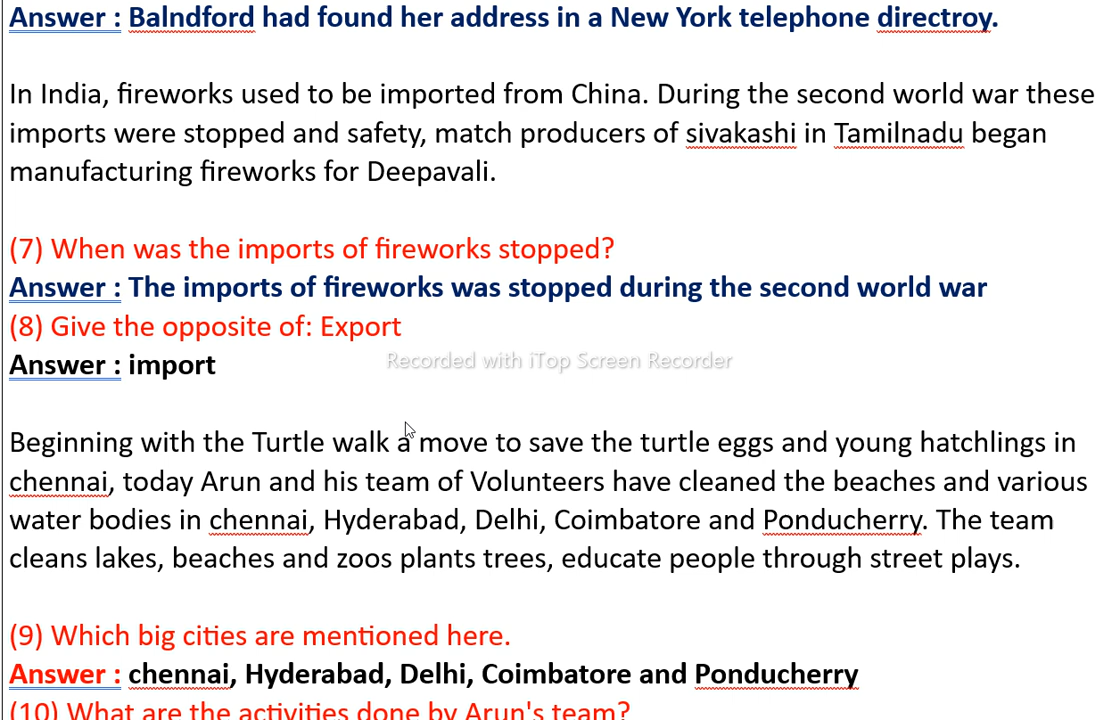 Answer : Balndford had found her address in a New York telephone directroy.
In India, fireworks used to be imported from China. During the second world war these
imports were stopped and safety, match producers of sivakashi in Tamilnadu began
manufacturing fireworks for Deepavali.
(7) When was the imports of fireworks stopped?
Answer : The imports of fireworks was stopped during the second world war
(8) Give the opposite of: Export
Answer : import
Recorded with iTop Screen Recorder
Beginning with the Turtle walk a move to save the turtle eggs and young hatchlings in
chennai, today Arun and his team of Volunteers have cleaned the beaches and various
water bodies in chennai, Hyderabad, Delhi, Coimbatore and Ponducherry. The team
cleans lakes, beaches and zoos plants trees, educate people through street plays.
(9) Which big cities are mentioned here.
Answer : chennai, Hyderabad, Delhi, Coimbatore and Ponducherry
(10) What are the activities done by Arun's team?